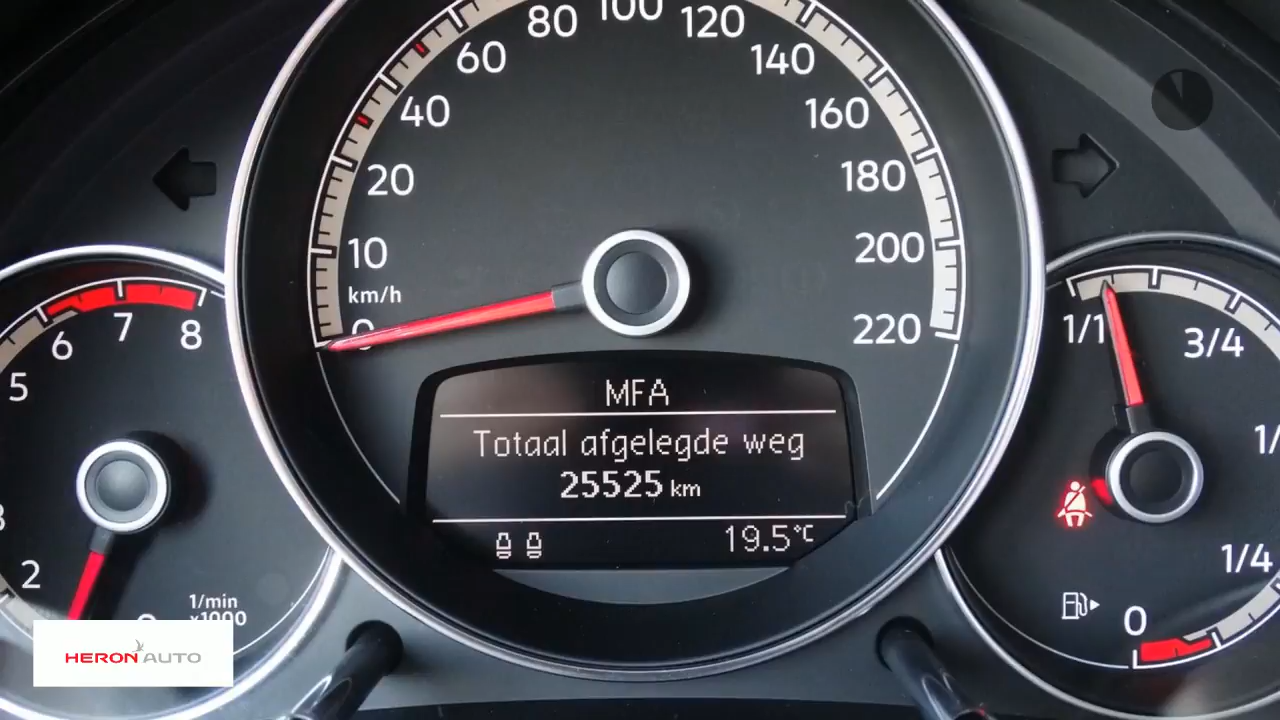 80 100 120
60 140
40 160
20 180
10 200
km/h
0 220
6 7 8
5
2
1/min
x1000
MFA
Totaal afgelegde weg
25525 km
19.5°C
1/1 3/4
1/4
0
HERON AUTO